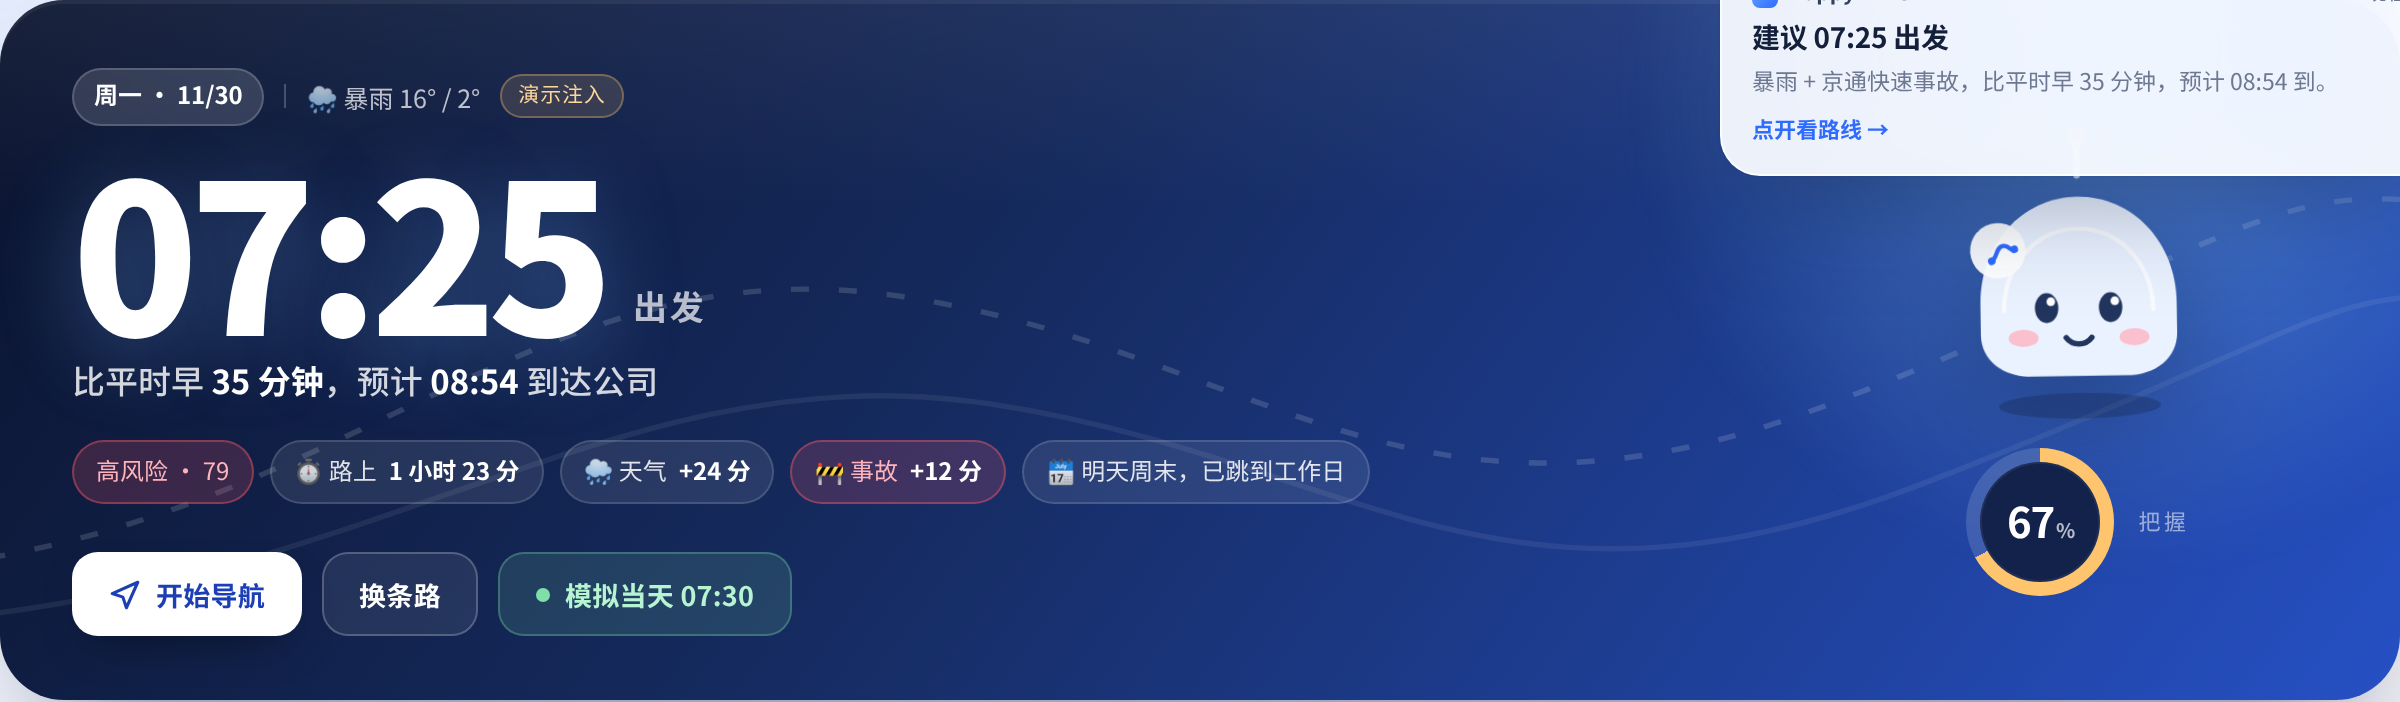 周一 · 11/30
暴雨 16° / 2°
演示注入
07:25 出发
比平时早 35 分钟，预计 08:54 到达公司
高风险 · 79
路上 1 小时 23 分
天气 +24 分
事故 +12 分
明天周末，已跳到工作日
开始导航
换条路
模拟当天 07:30
建议 07:25 出发
暴雨 + 京通快速事故，比平时早 35 分钟，预计 08:54 到。
点开看路线 →
67%
把握